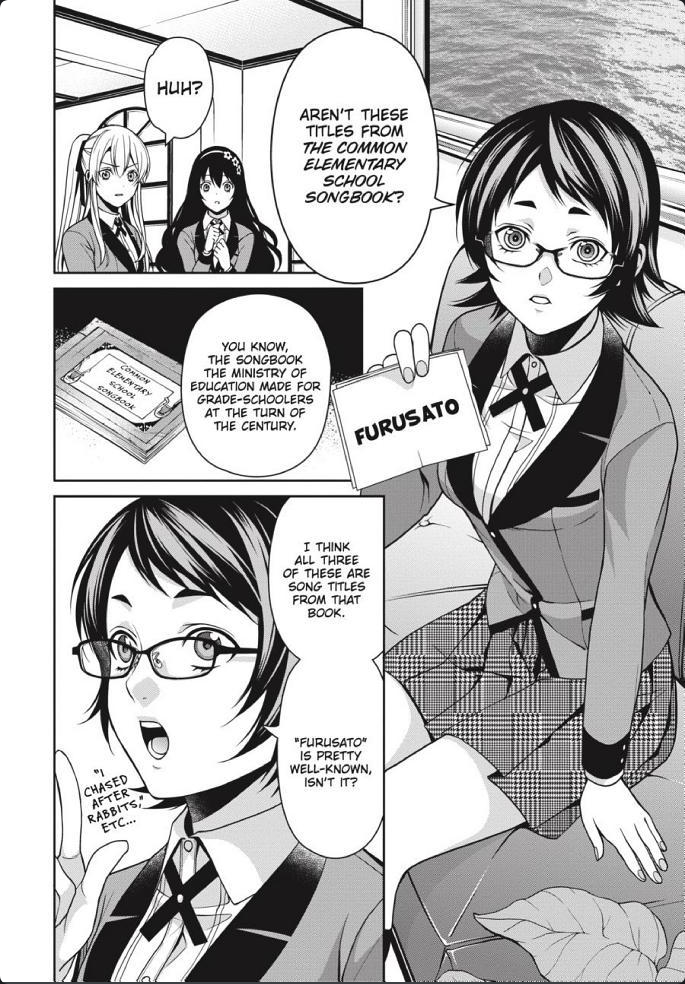 HUH?
AREN'T THESE
TITLES FROM
THE COMMON
ELEMENTARY
SCHOOL
SONGBOOK?
FURUSATO
YOU KNOW,
THE SONGBOOK
THE MINISTRY OF
EDUCATION MADE FOR
GRADE-SCHOOLERS
AT THE TURN OF
THE CENTURY.
COMMON
ELEMENTARY
SCHOOL
SONGBOOK
I THINK
ALL THREE
OF THESE ARE
SONG TITLES
FROM THAT
BOOK.
"FURUSATO"
IS PRETTY
WELL-KNOWN,
ISN'T IT?
"I
CHASED
AFTER
RABBITS,"
ETC...